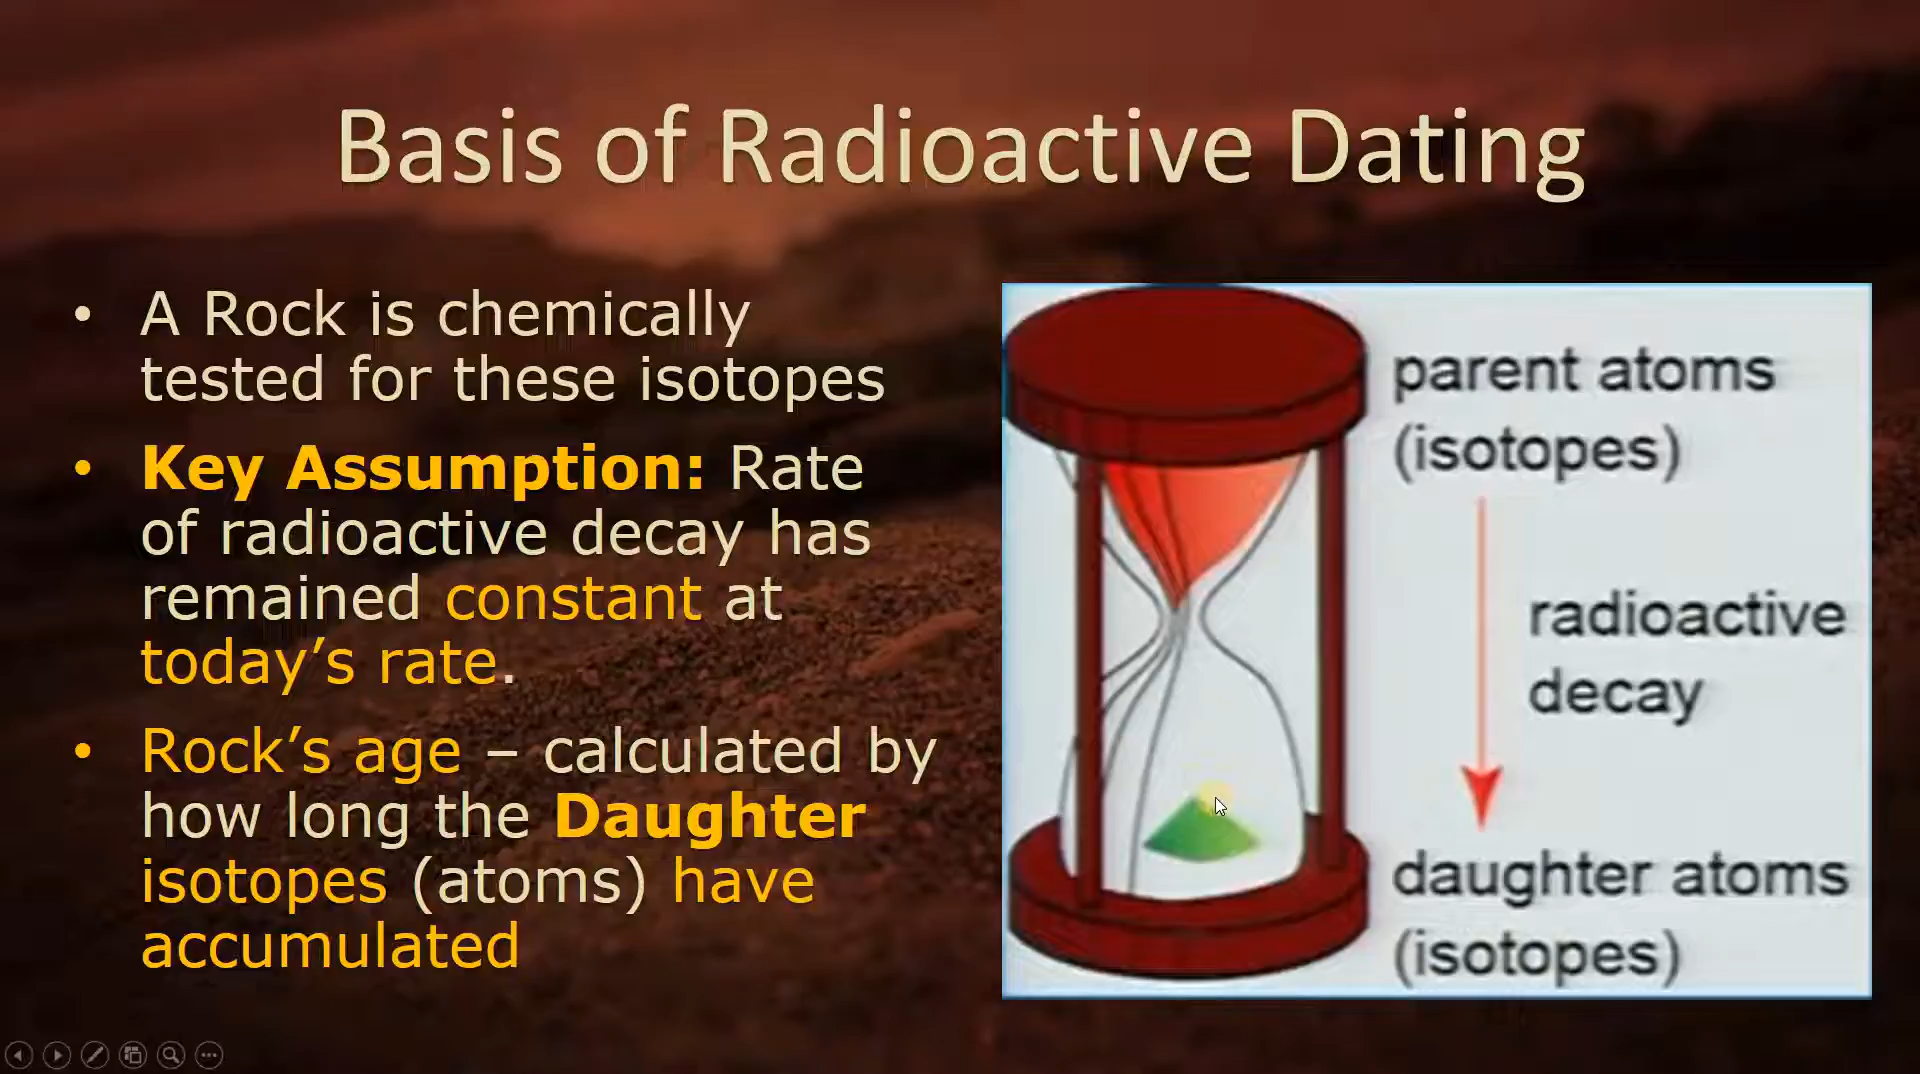 Basis of Radioactive Dating
• A Rock is chemically
tested for these isotopes
• Key Assumption: Rate
of radioactive decay has
remained constant at
today’s rate.
• Rock’s age – calculated by
how long the Daughter
isotopes (atoms) have
accumulated
parent atoms
(isotopes)
radioactive
decay
daughter atoms
(isotopes)